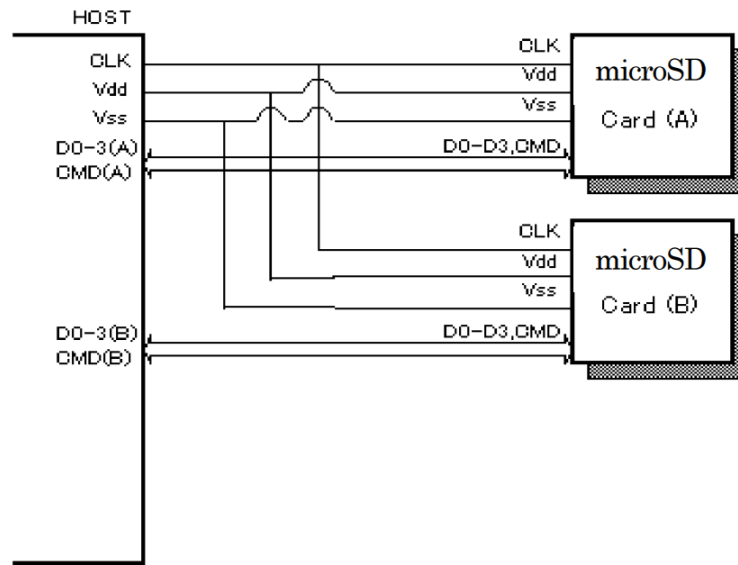 HOST
CLK
Vdd
Vss
D0-3(A)
CMD(A)
CLK
Vdd
Vss
D0-D3,CMD
microSD
Card (A)
CLK
Vdd
Vss
D0-D3,CMD
microSD
Card (B)
D0-3(B)
CMD(B)